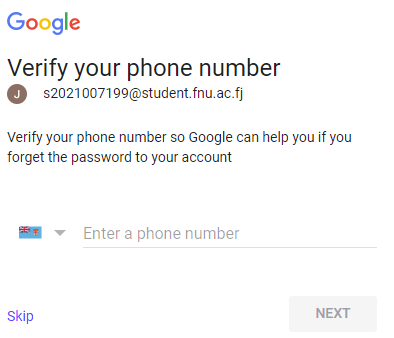 Google
Verify your phone number
J s2021007199@student.fnu.ac.fj
Verify your phone number so Google can help you if you
forget the password to your account
Enter a phone number
Skip NEXT